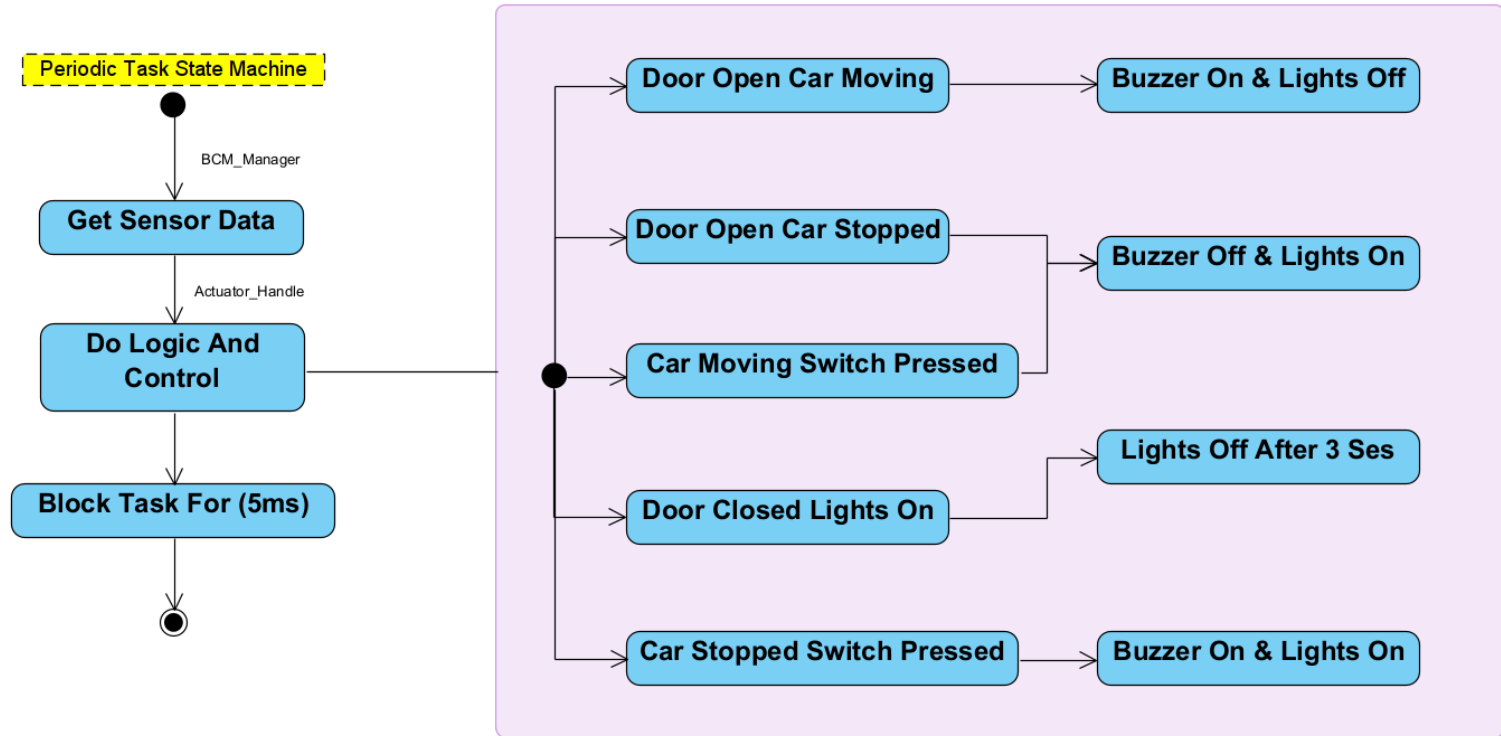 Periodic Task State Machine
BCM_Manager
Get Sensor Data
Actuator_Handle
Do Logic And
Control
Block Task For (5ms)
Door Open Car Moving
Buzzer On & Lights Off
Door Open Car Stopped
Buzzer Off & Lights On
Car Moving Switch Pressed
Door Closed Lights On
Lights Off After 3 Ses
Car Stopped Switch Pressed
Buzzer On & Lights On